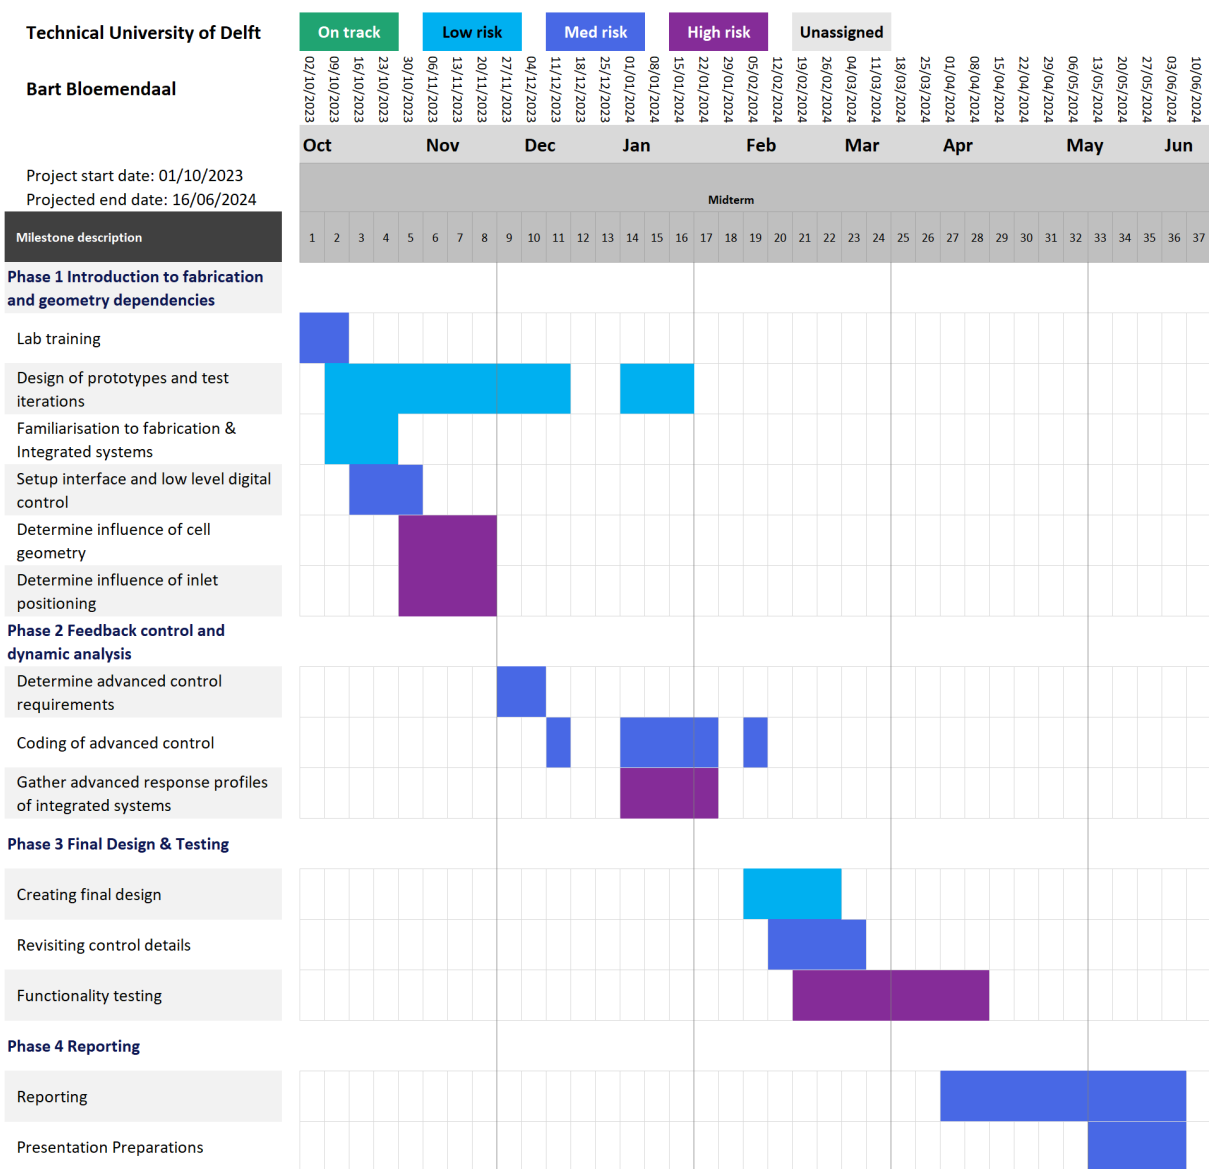 Technical University of Delft
On track Low risk Med risk High risk Unassigned
Bart Bloemendaal
02/10/2023 09/10/2023 16/10/2023 23/10/2023 30/10/2023 06/11/2023 13/11/2023 20/11/2023 27/11/2023 04/12/2023 11/12/2023 18/12/2023 25/12/2023 01/01/2024 08/01/2024 15/01/2024 22/01/2024 29/01/2024 05/02/2024 12/02/2024 19/02/2024 26/02/2024 04/03/2024 11/03/2024 18/03/2024 25/03/2024 01/04/2024 08/04/2024 15/04/2024 22/04/2024 29/04/2024 06/05/2024 13/05/2024 20/05/2024 27/05/2024 03/06/2024 10/06/2024
Oct Nov Dec Jan Feb Mar Apr May Jun
Project start date: 01/10/2023
Projected end date: 16/06/2024
Midterm
Milestone description
1 2 3 4 5 6 7 8 9 10 11 12 13 14 15 16 17 18 19 20 21 22 23 24 25 26 27 28 29 30 31 32 33 34 35 36 37
Phase 1 Introduction to fabrication
and geometry dependencies
Lab training
Design of prototypes and test
iterations
Familiarisation to fabrication &
Integrated systems
Setup interface and low level digital
control
Determine influence of cell
geometry
Determine influence of inlet
positioning
Phase 2 Feedback control and
dynamic analysis
Determine advanced control
requirements
Coding of advanced control
Gather advanced response profiles
of integrated systems
Phase 3 Final Design & Testing
Creating final design
Revisiting control details
Functionality testing
Phase 4 Reporting
Reporting
Presentation Preparations